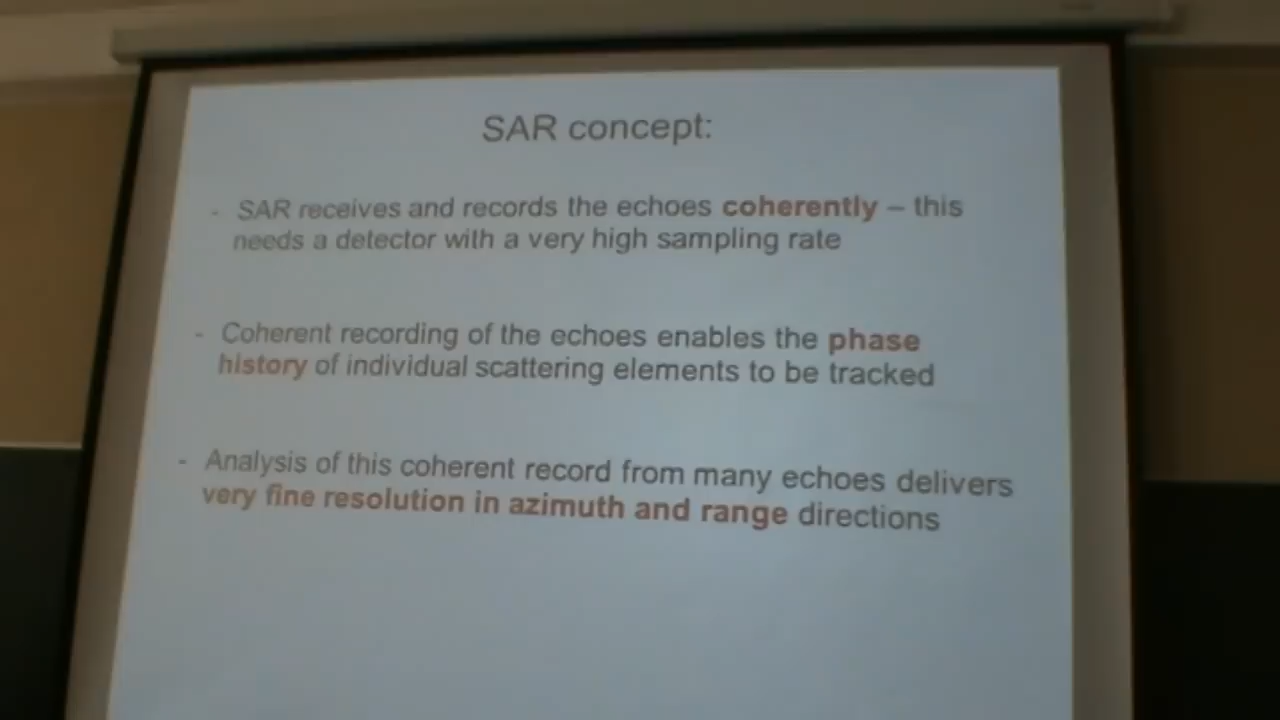 SAR concept:
- SAR receives and records the echoes coherently – this
needs a detector with a very high sampling rate
- Coherent recording of the echoes enables the phase
history of individual scattering elements to be tracked
- Analysis of this coherent record from many echoes delivers
very fine resolution in azimuth and range directions